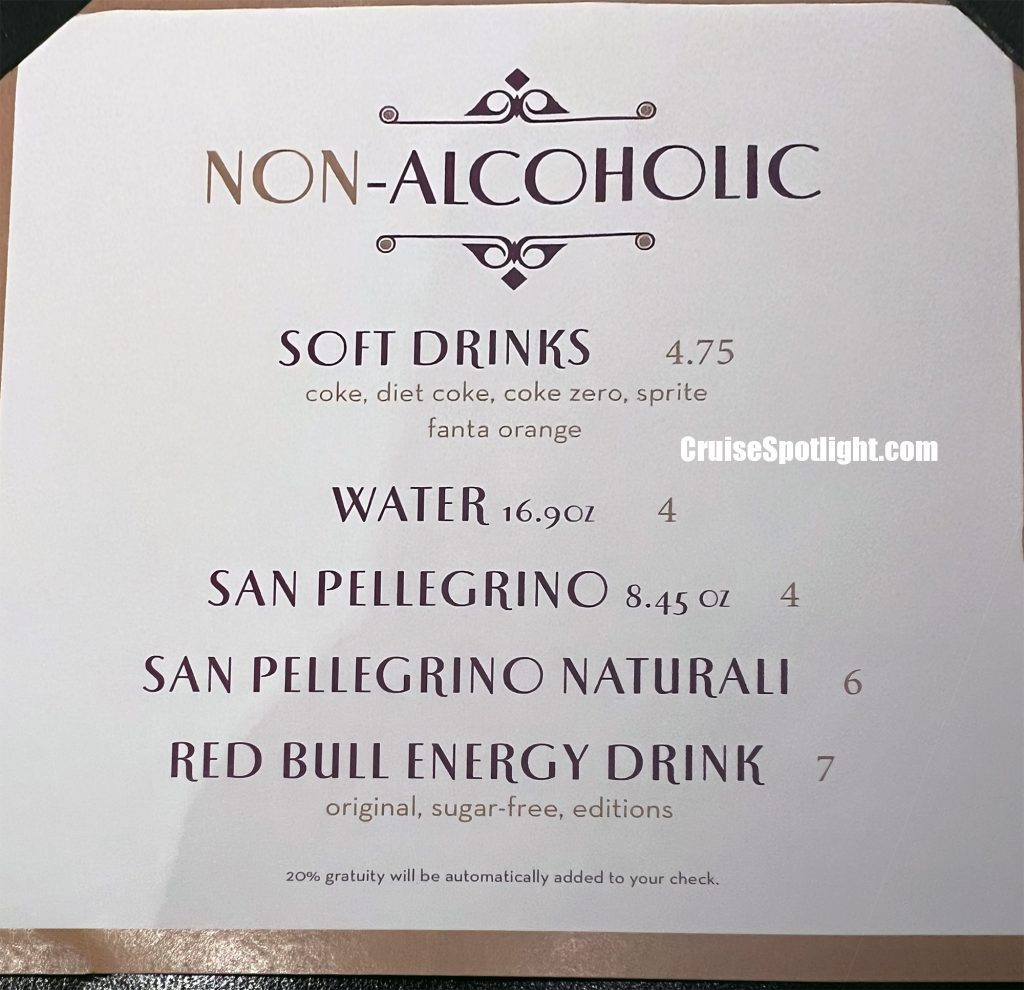 NON-ALCOHOLIC
SOFT DRINKS 4.75
coke, diet coke, coke zero, sprite
fanta orange
CruiseSpotlight.com
WATER 16.9OZ 4
SAN PELLEGRINO 8.45 OZ 4
SAN PELLEGRINO NATURALI 6
RED BULL ENERGY DRINK 7
original, sugar-free, editions
20% gratuity will be automatically added to your check.